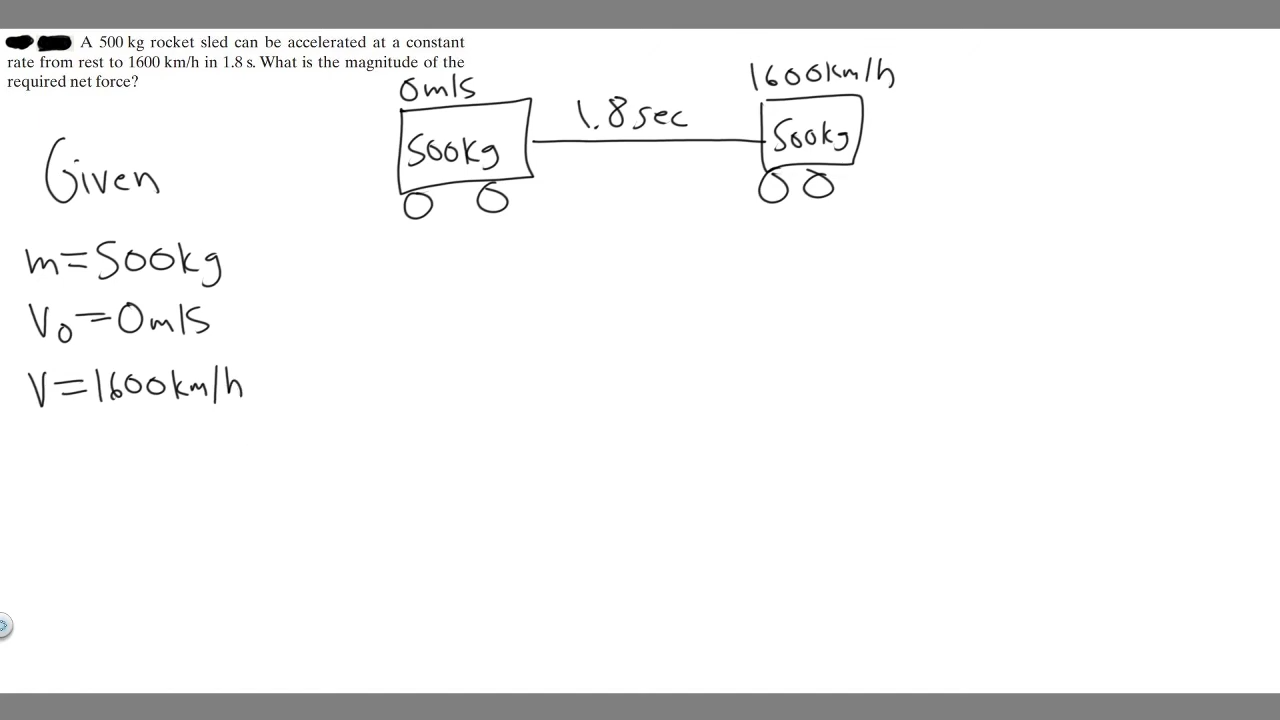 A 500 kg rocket sled can be accelerated at a constant
rate from rest to 1600 km/h in 1.8 s. What is the magnitude of the
required net force?
0m/s
1600km/h
1.8sec
500kg
500kg
Given
m=500kg
V₀=0m/s
V=1600km/h